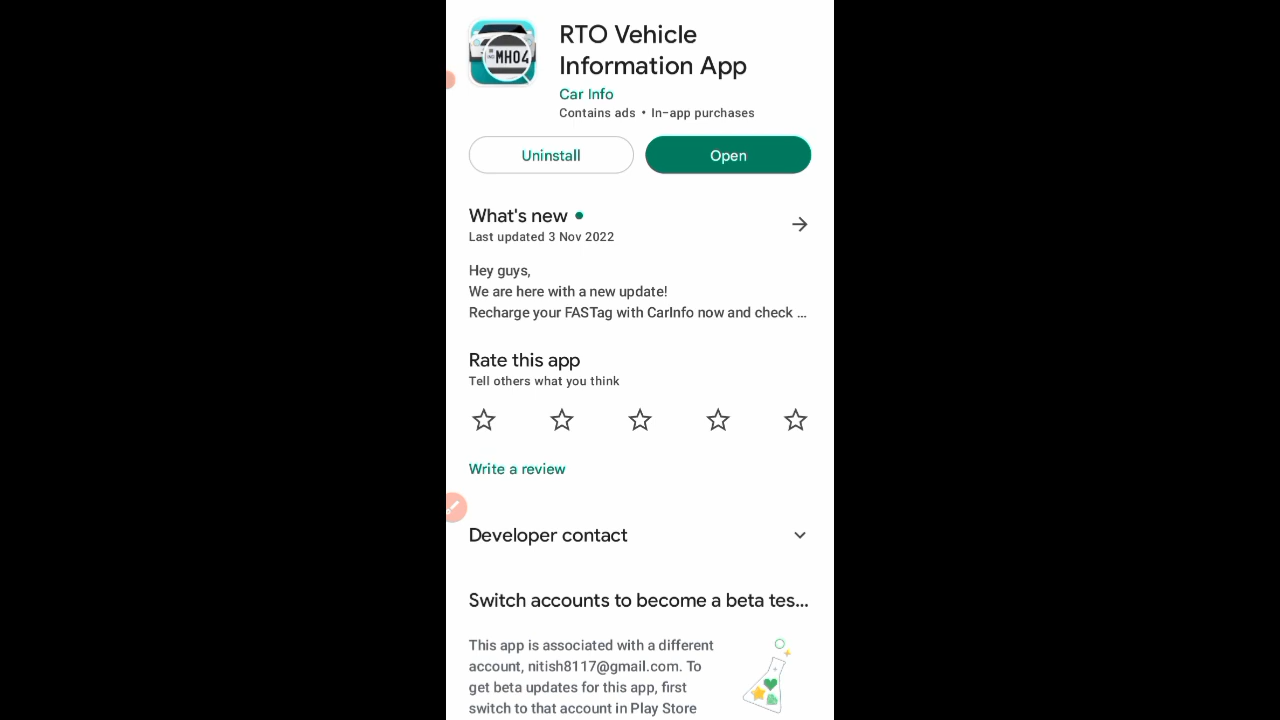 MH04
RTO Vehicle
Information App
Car Info
Contains ads • In-app purchases
Uninstall
Open
What's new
Last updated 3 Nov 2022
Hey guys,
We are here with a new update!
Recharge your FASTag with CarInfo now and check ...
Rate this app
Tell others what you think
Write a review
Developer contact
Switch accounts to become a beta tes...
This app is associated with a different
account, nitish8117@gmail.com. To
get beta updates for this app, first
switch to that account in Play Store